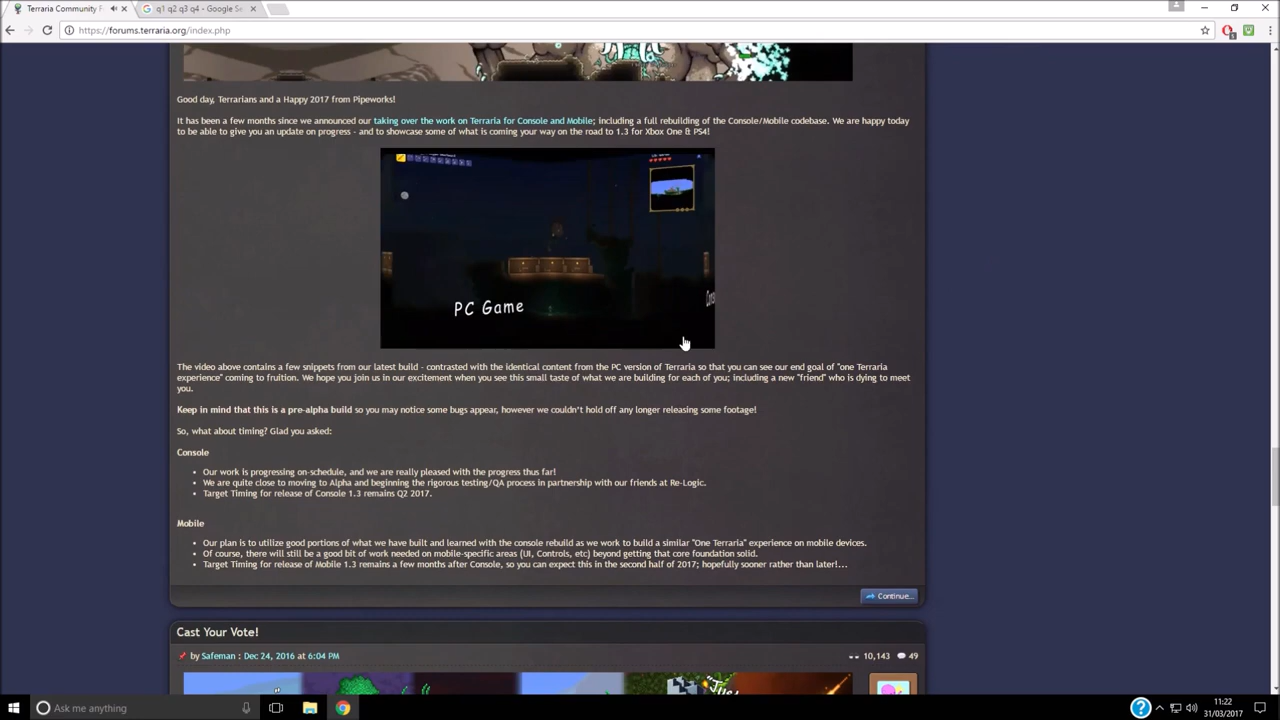 Terraria Community F
q1 q2 q3 q4 - Google Se
https://forums.terraria.org/index.php
Good day, Terrarians and a Happy 2017 from Pipeworks!
It has been a few months since we announced our taking over the work on Terraria for Console and Mobile; including a full rebuilding of the Console/Mobile codebase. We are happy today
to be able to give you an update on progress - and to showcase some of what is coming your way on the road to 1.3 for Xbox One & PS4!
PC Game
The video above contains a few snippets from our latest build - contrasted with the identical content from the PC version of Terraria so that you can see our end goal of "one Terraria
experience" coming to fruition. We hope you join us in our excitement when you see this small taste of what we are building for each of you; including a new "friend" who is dying to meet
you.
Keep in mind that this is a pre-alpha build so you may notice some bugs appear, however we couldn't hold off any longer releasing some footage!
So, what about timing? Glad you asked:
Console
• Our work is progressing on-schedule, and we are really pleased with the progress thus far!
• We are quite close to moving to Alpha and beginning the rigorous testing/QA process in partnership with our friends at Re-Logic.
• Target Timing for release of Console 1.3 remains Q2 2017.
Mobile
• Our plan is to utilize good portions of what we have built and learned with the console rebuild as we work to build a similar "One Terraria" experience on mobile devices.
• Of course, there will still be a good bit of work needed on mobile-specific areas (UI, Controls, etc) beyond getting that core foundation solid.
• Target Timing for release of Mobile 1.3 remains a few months after Console, so you can expect this in the second half of 2017; hopefully sooner rather than later!...
Continue...
Cast Your Vote!
by Safeman : Dec 24, 2016 at 6:04 PM
10,143 49
Ask me anything
11:22
31/03/2017